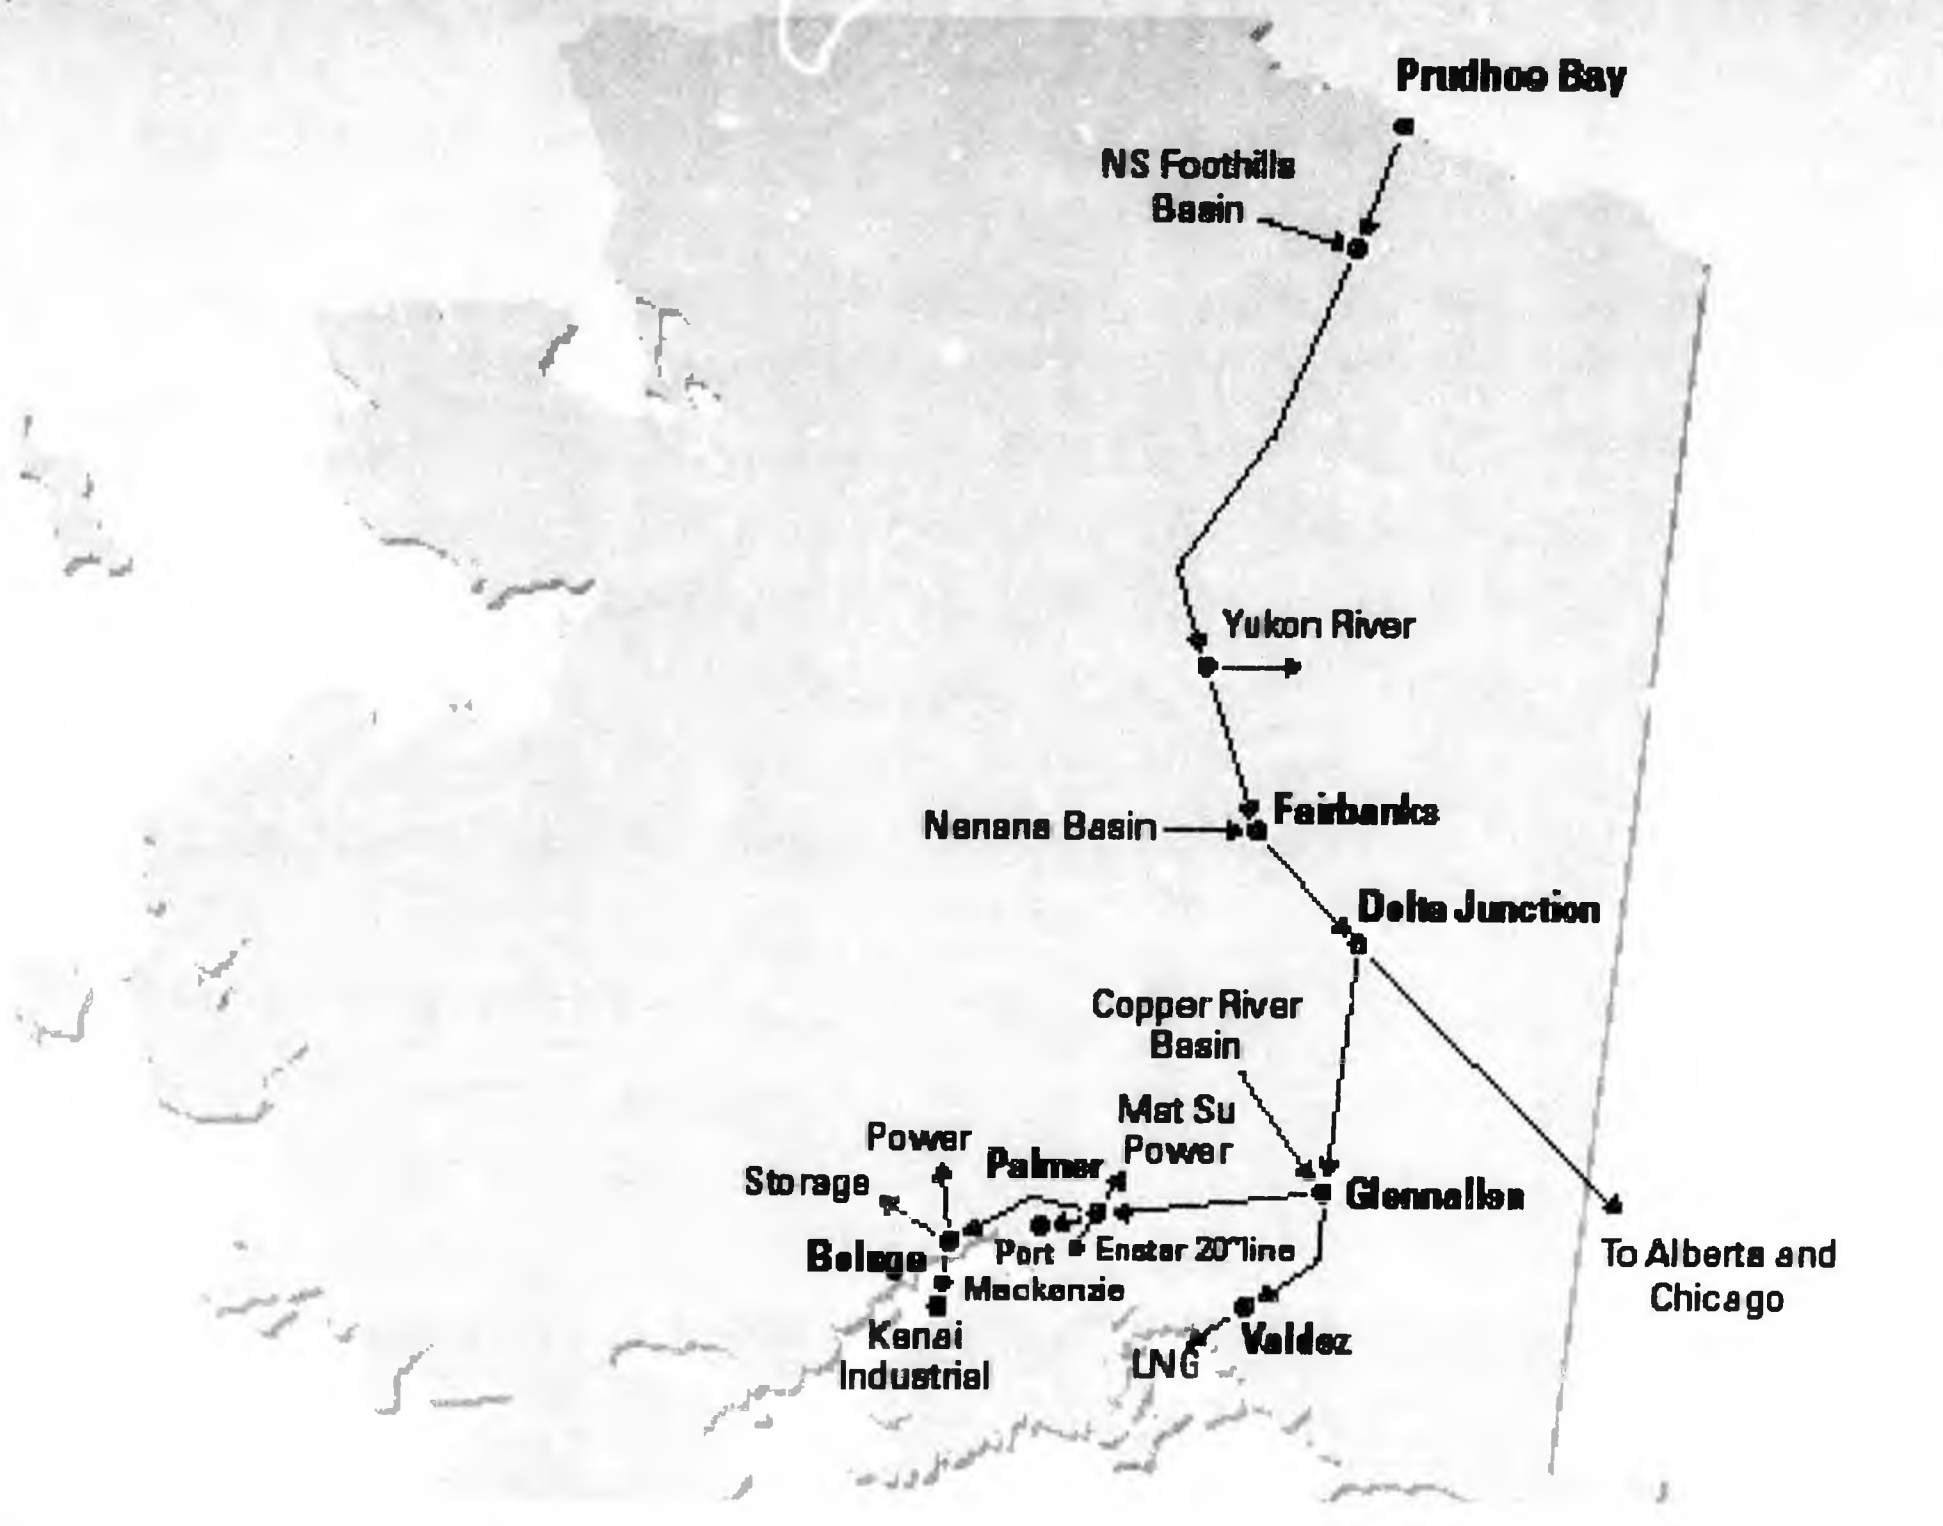 Prudhoe Bay
NS Foothills
Basin
Yukon River
Fairbanks
Nenana Basin
Delta Junction
Copper River
Basin
Mat Su
Power
Power
Palmer
Storage
Glennallen
Beluga
Port
Mackenzie
Enstar 20" line
To Alberta and
Chicago
Kenai
Industrial
Valdez
LNG